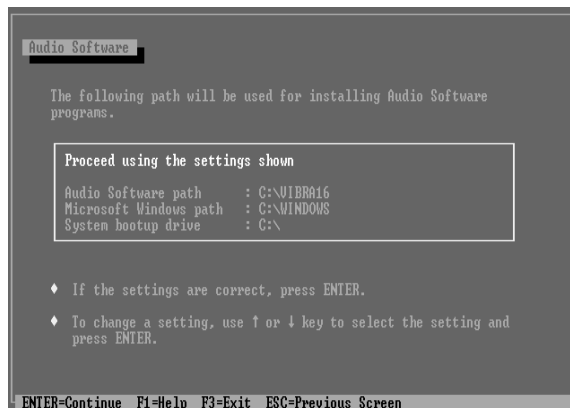 Audio Software
The following path will be used for installing Audio Software
programs.
Proceed using the settings shown
Audio Software path : C:\VIBRA16
Microsoft Windows path : C:\WINDOWS
System bootup drive : C:\
♦ If the settings are correct, press ENTER.
♦ To change a setting, use ↑ or ↓ key to select the setting and
press ENTER.
ENTER=Continue F1=Help F3=Exit ESC=Previous Screen